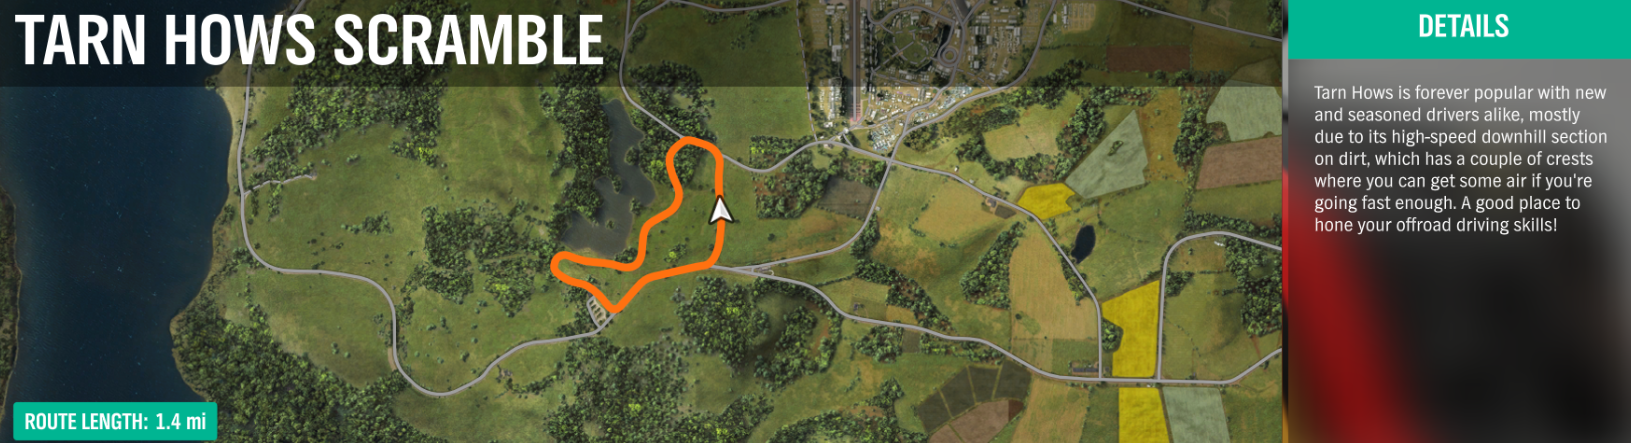 TARN HOWS SCRAMBLE
DETAILS
Tarn Hows is forever popular with new
and seasoned drivers alike, mostly
due to its high-speed downhill section
on dirt, which has a couple of crests
where you can get some air if you're
going fast enough. A good place to
hone your offroad driving skills!
ROUTE LENGTH: 1.4 mi